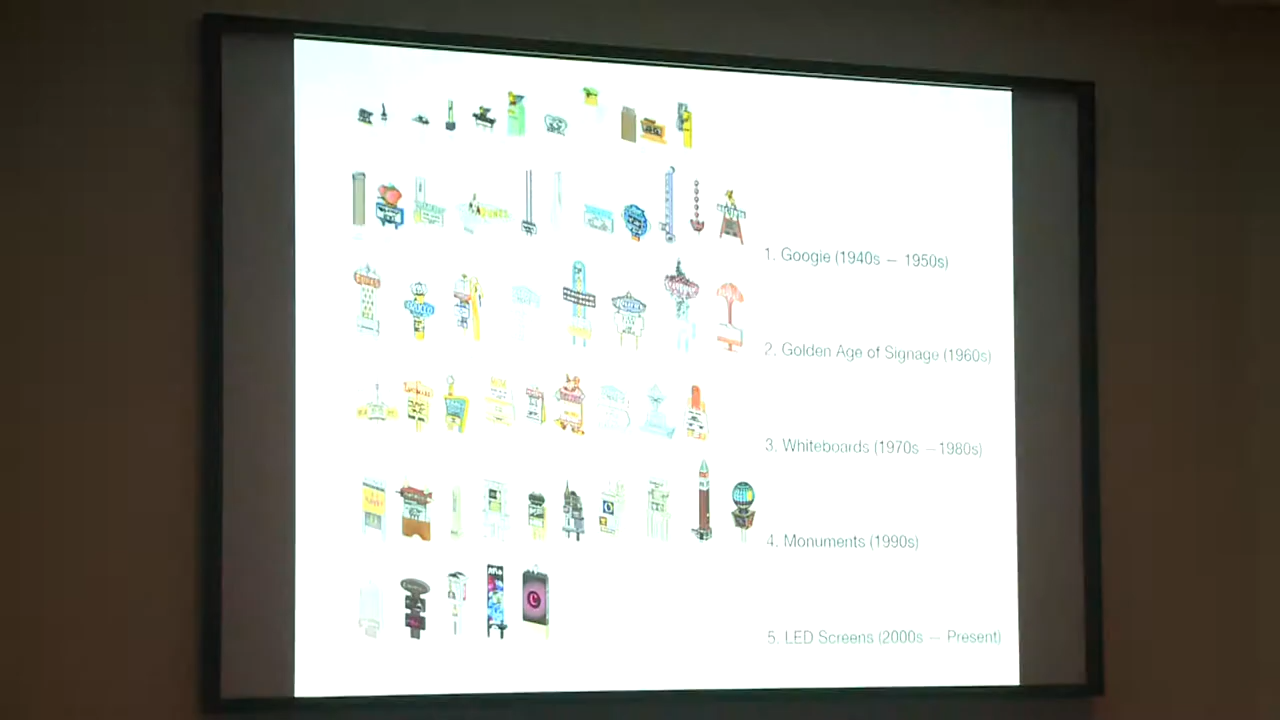 1. Googie (1940s — 1950s)
2. Golden Age of Signage (1960s)
3. Whiteboards (1970s —1980s)
4. Monuments (1990s)
5. LED Screens (2000s — Present)